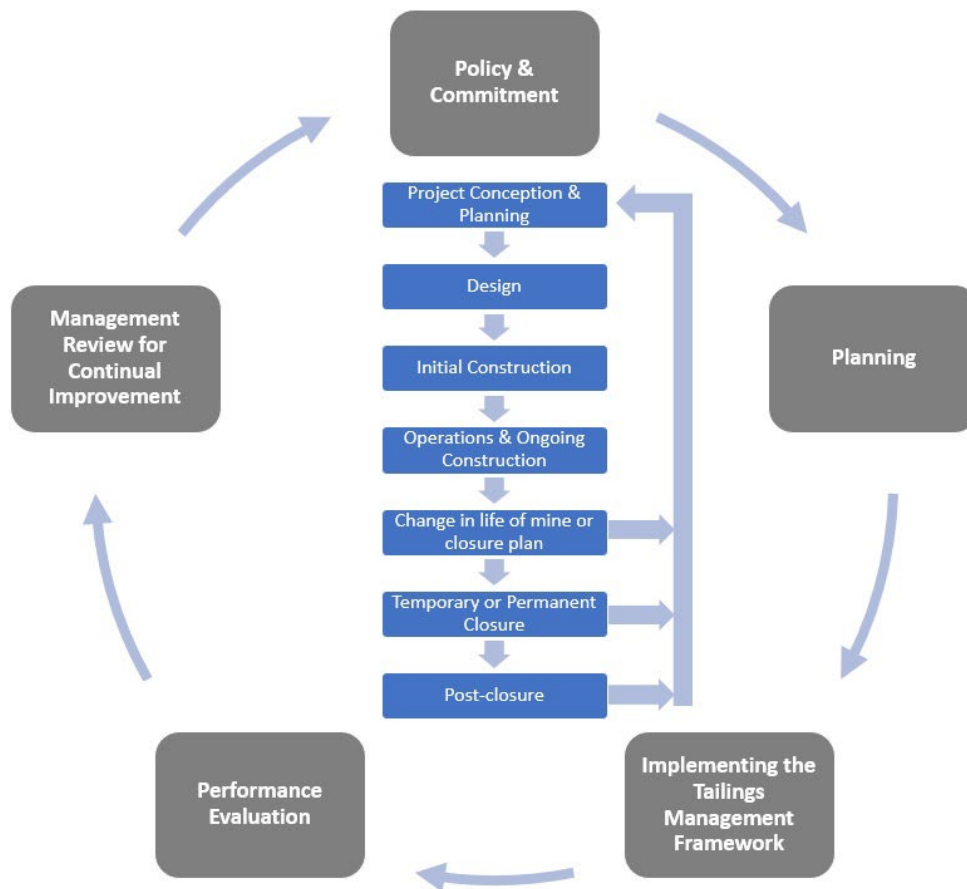 Policy &
Commitment
Project Conception &
Planning
Design
Initial Construction
Operations & Ongoing
Construction
Change in life of mine or
closure plan
Temporary or Permanent
Closure
Post-closure
Planning
Implementing the
Tailings
Management
Framework
Performance
Evaluation
Management
Review for
Continual
Improvement